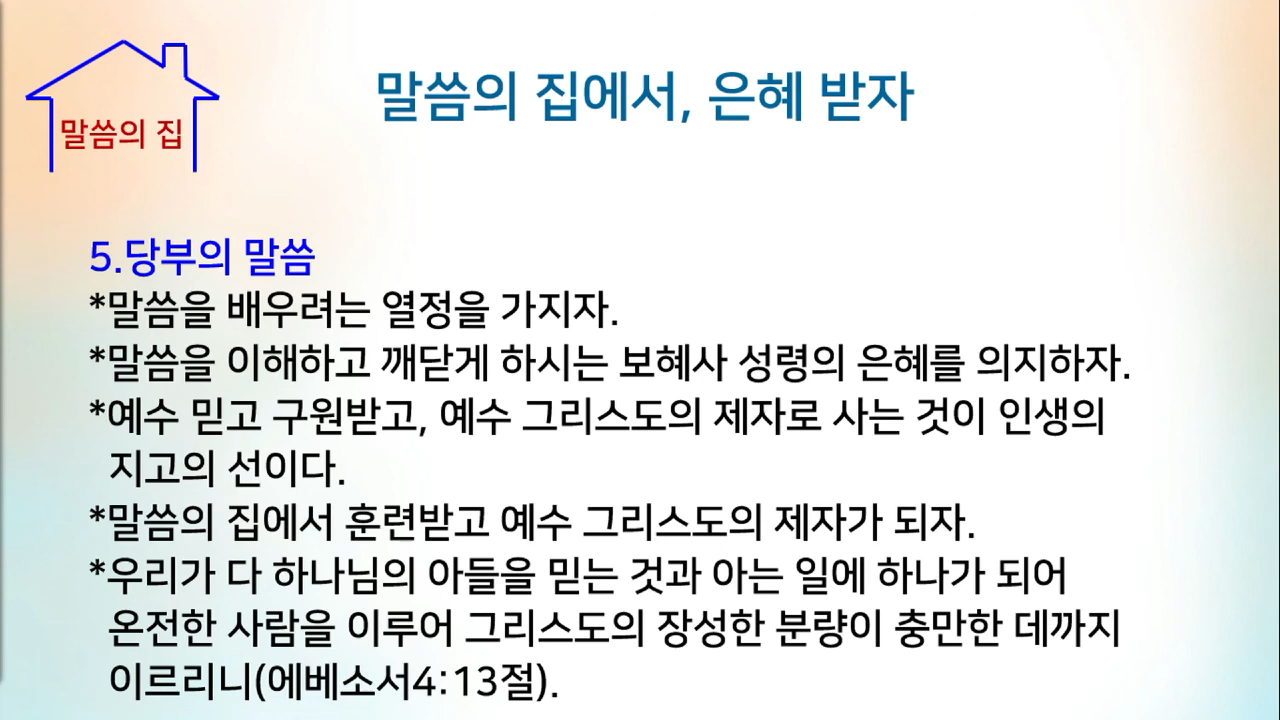 말씀의 집
말씀의 집에서, 은혜 받자
5.당부의 말씀
*말씀을 배우려는 열정을 가지자.
*말씀을 이해하고 깨닫게 하시는 보혜사 성령의 은혜를 의지하자.
*예수 믿고 구원받고, 예수 그리스도의 제자로 사는 것이 인생의
지고의 선이다.
*말씀의 집에서 훈련받고 예수 그리스도의 제자가 되자.
*우리가 다 하나님의 아들을 믿는 것과 아는 일에 하나가 되어
온전한 사람을 이루어 그리스도의 장성한 분량이 충만한 데까지
이르리니(에베소서4:13절).